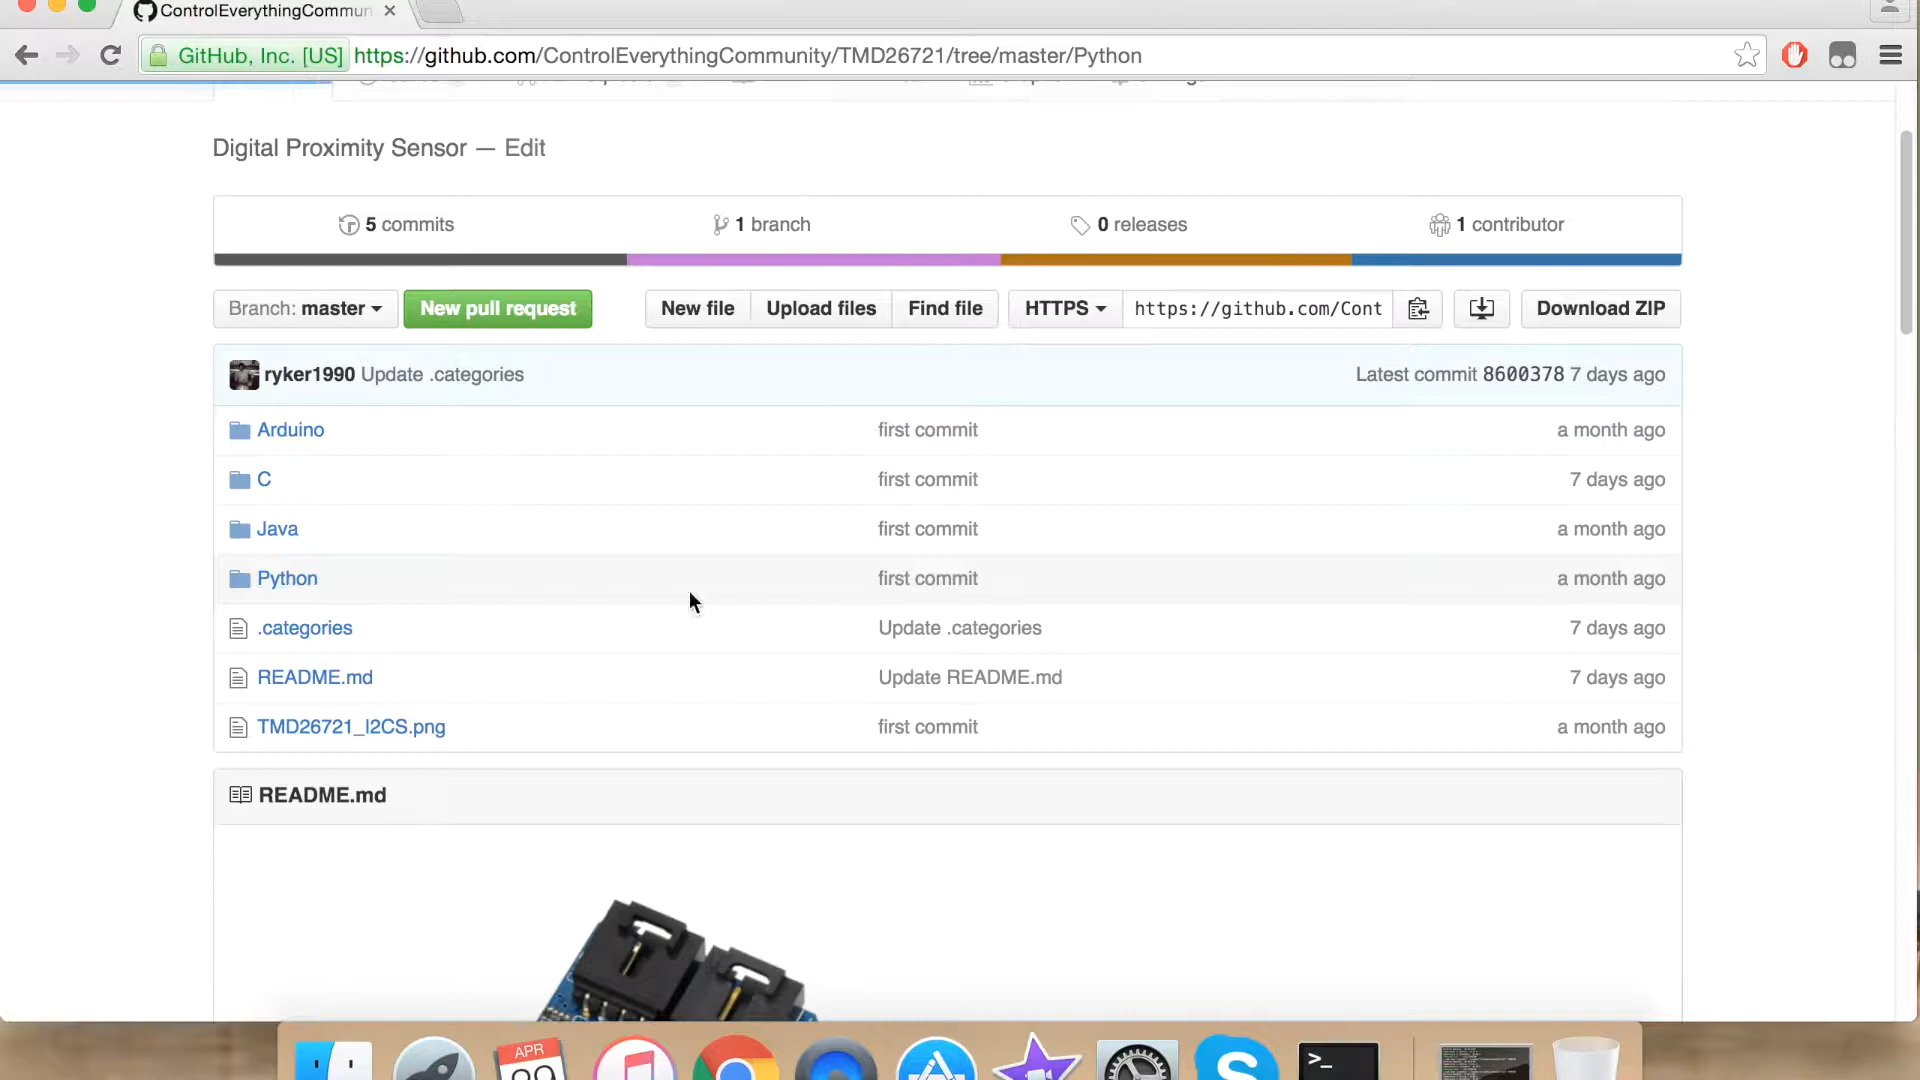 ControlEverythingCommun
GitHub, Inc. [US] https://github.com/ControlEverythingCommunity/TMD26721/tree/master/Python
Digital Proximity Sensor — Edit
5 commits
1 branch
0 releases
1 contributor
Branch: master
New pull request
New file
Upload files
Find file
HTTPS
https://github.com/Cont
Download ZIP
ryker1990 Update .categories
Latest commit 8600378 7 days ago
Arduino first commit a month ago
C first commit 7 days ago
Java first commit a month ago
Python first commit a month ago
.categories Update .categories 7 days ago
README.md Update README.md 7 days ago
TMD26721_I2CS.png first commit a month ago
README.md
APR
>_